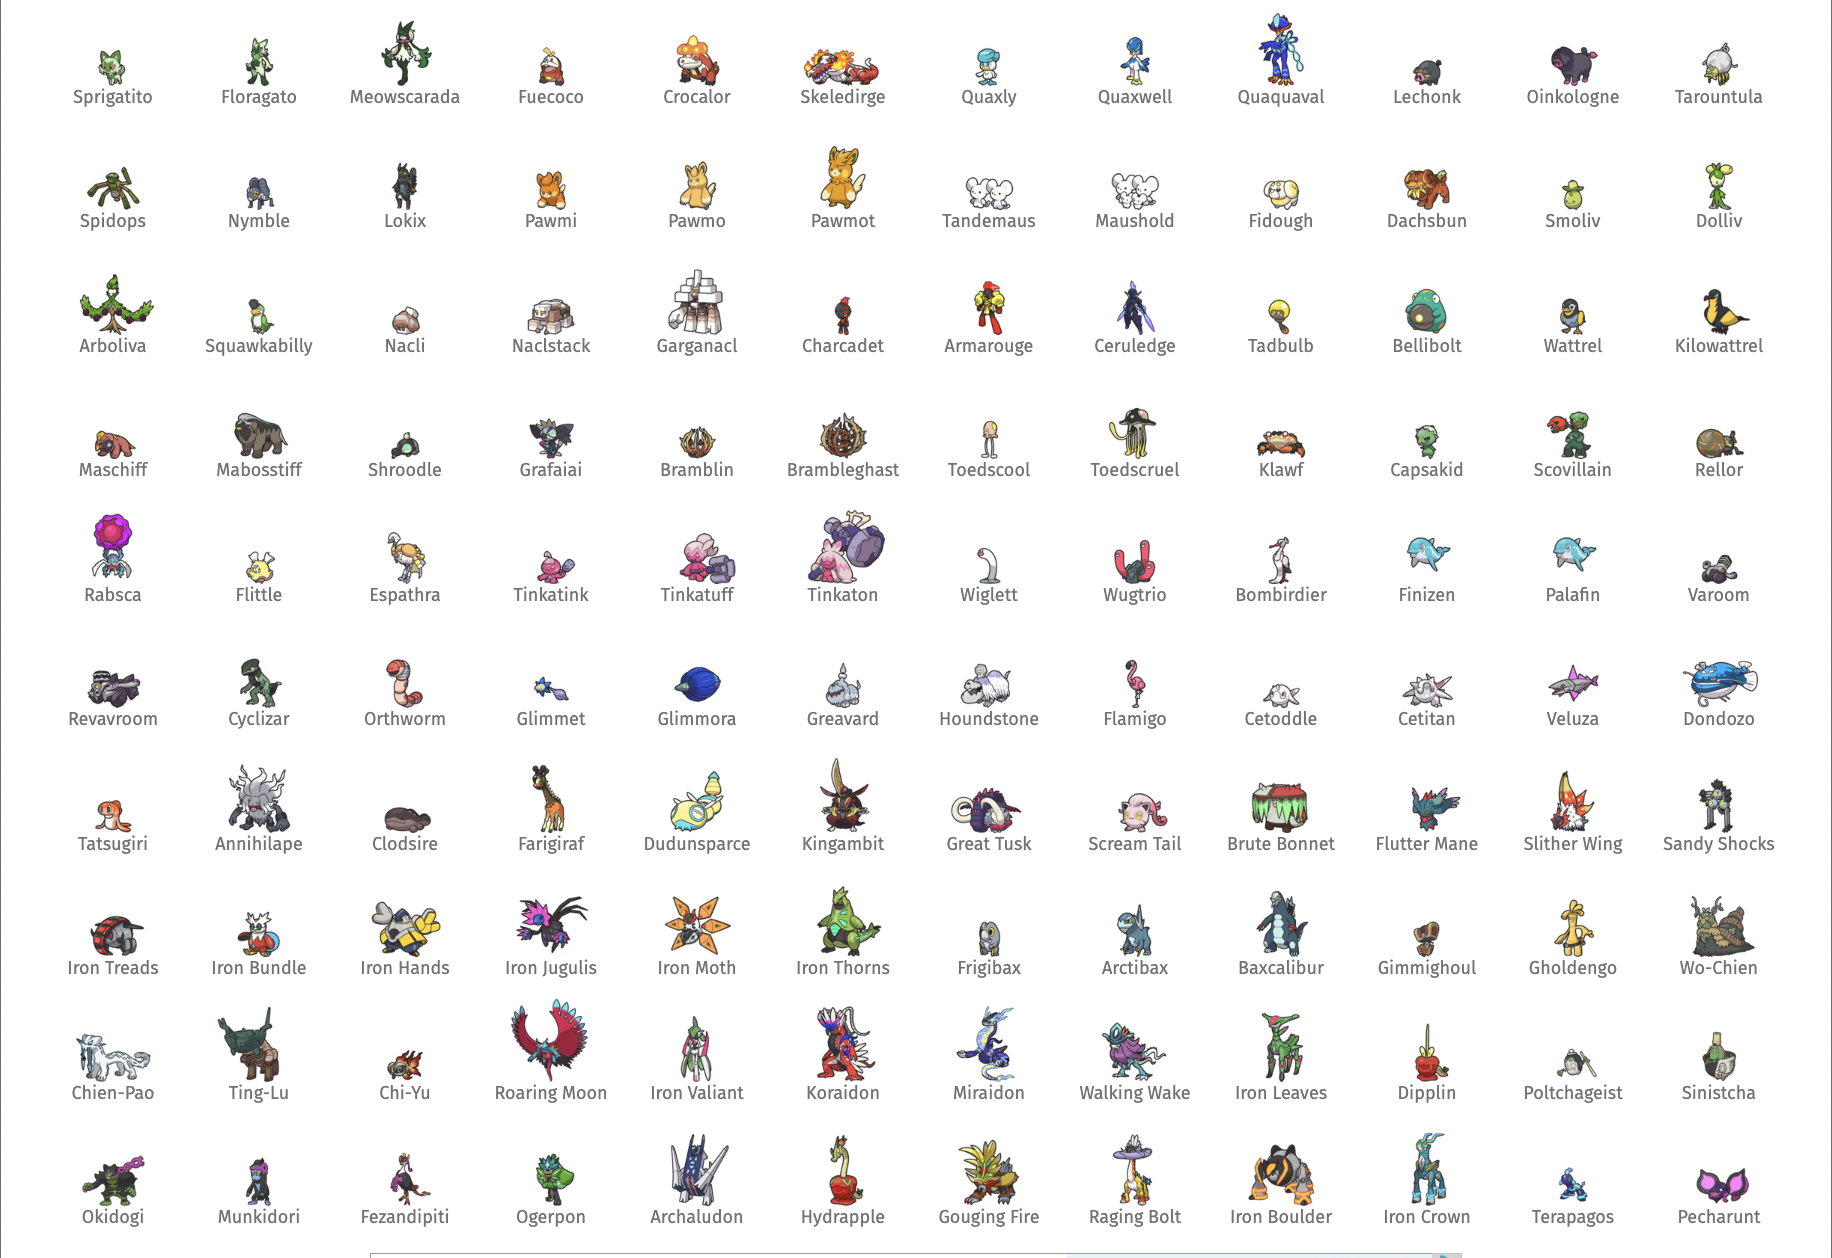 Sprigatito Floragato Meowscarada Fuecoco Crocalor Skeledirge Quaxly Quaxwell Quaquaval Lechonk Oinkologne Tarountula
Spidops Nymble Lokix Pawmi Pawmo Pawmot Tandemaus Maushold Fidough Dachsbun Smoliv Dolliv
Arboliva Squawkabilly Nacli Naclstack Garganacl Charcadet Armarouge Ceruledge Tadbulb Bellibolt Wattrel Kilowattrel
Maschiff Mabosstiff Shroodle Grafaiai Bramblin Brambleghast Toedscool Toedscruel Klawf Capsakid Scovillain Rellor
Rabsca Flittle Espathra Tinkatink Tinkatuff Tinkaton Wiglett Wugtrio Bombirdier Finizen Palafin Varoom
Revavroom Cyclizar Orthworm Glimmet Glimmora Greavard Houndstone Flamigo Cetoddle Cetitan Veluza Dondozo
Tatsugiri Annihilape Clodsire Farigiraf Dudunsparce Kingambit Great Tusk Scream Tail Brute Bonnet Flutter Mane Slither Wing Sandy Shocks
Iron Treads Iron Bundle Iron Hands Iron Jugulis Iron Moth Iron Thorns Frigibax Arctibax Baxcalibur Gimmighoul Gholdengo Wo-Chien
Chien-Pao Ting-Lu Chi-Yu Roaring Moon Iron Valiant Koraidon Miraidon Walking Wake Iron Leaves Dipplin Poltchageist Sinistcha
Okidogi Munkidori Fezandipiti Ogerpon Archaludon Hydrapple Gouging Fire Raging Bolt Iron Boulder Iron Crown Terapagos Pecharunt